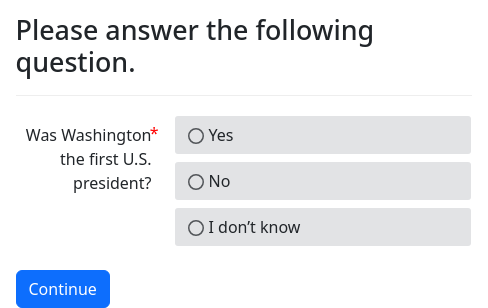 Please answer the following
question.
Was Washington*
the first U.S.
president?
Yes
No
I don’t know
Continue